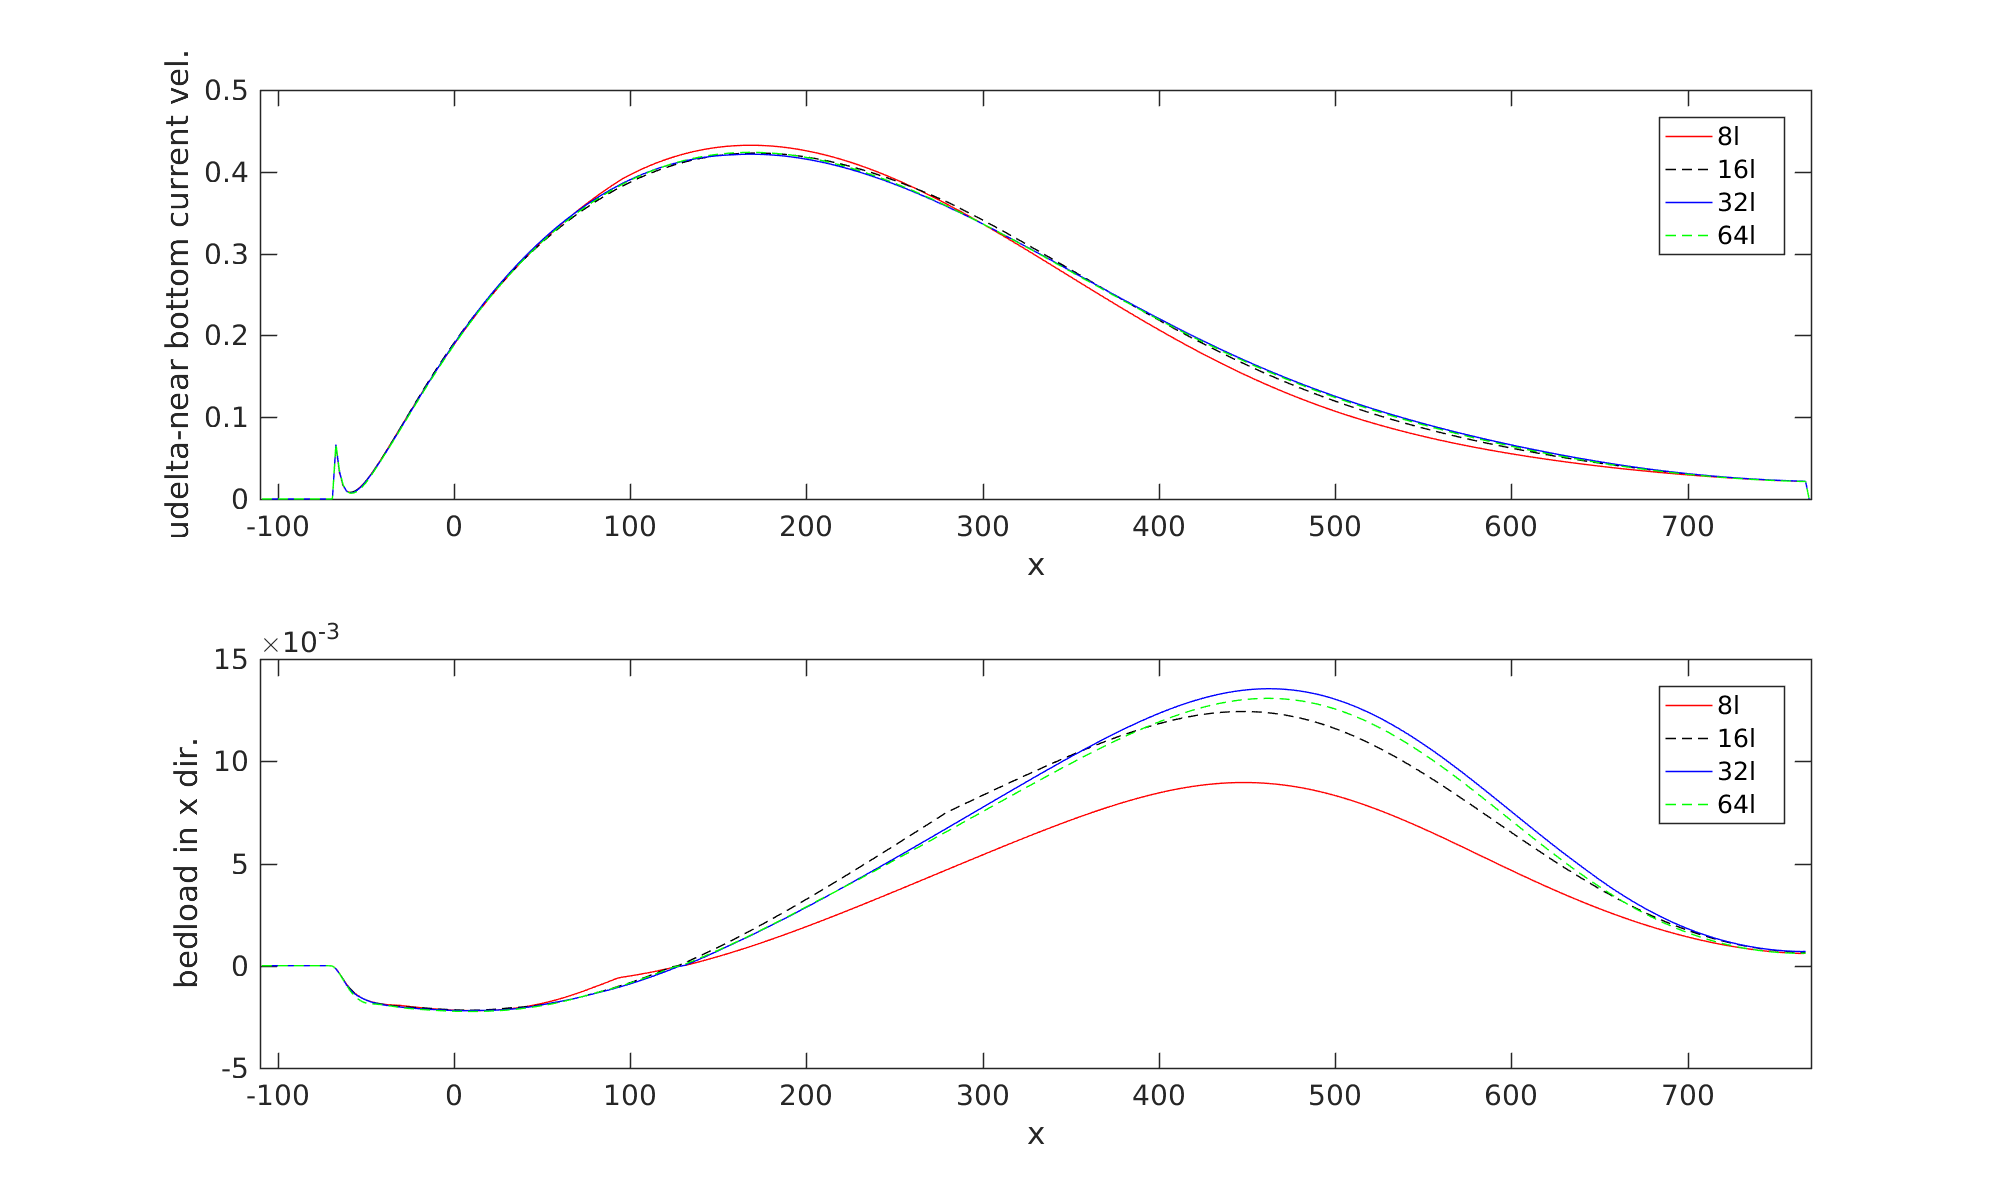 udelta-near bottom current vel.
0.5
0.4
0.3
0.2
0.1
0
-100 0 100 200 300 400 500 600 700
x
8l
16l
32l
64l
bedload in x dir.
×10-3
15
10
5
0
-5
-100 0 100 200 300 400 500 600 700
x
8l
16l
32l
64l